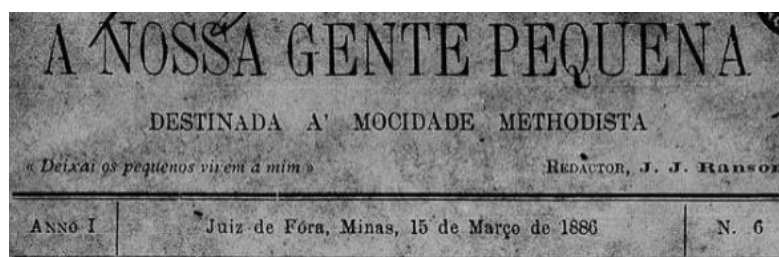 A NOSSA GENTE PEQUENA
DESTINADA A' MOCIDADE METHODISTA
« Deixai os pequenos virem á mim » REDACTOR, J. J. Ranson
ANNO I Juiz de Fóra, Minas, 15 de Março de 1886 N. 6